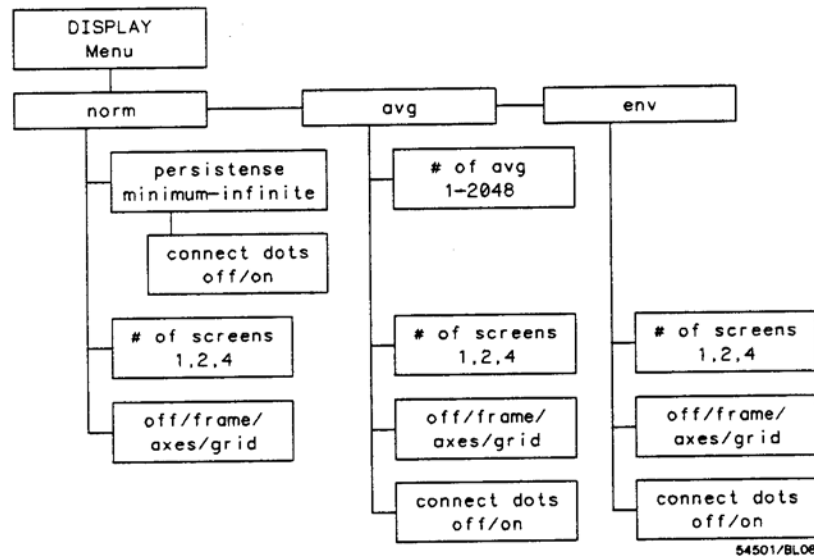 DISPLAY
Menu
norm
avg
env
persistense
minimum-infinite
# of avg
1-2048
connect dots
off/on
# of screens
1,2,4
# of screens
1,2,4
# of screens
1,2,4
off/frame/
axes/grid
off/frame/
axes/grid
off/frame/
axes/grid
connect dots
off/on
connect dots
off/on
54501/BL06